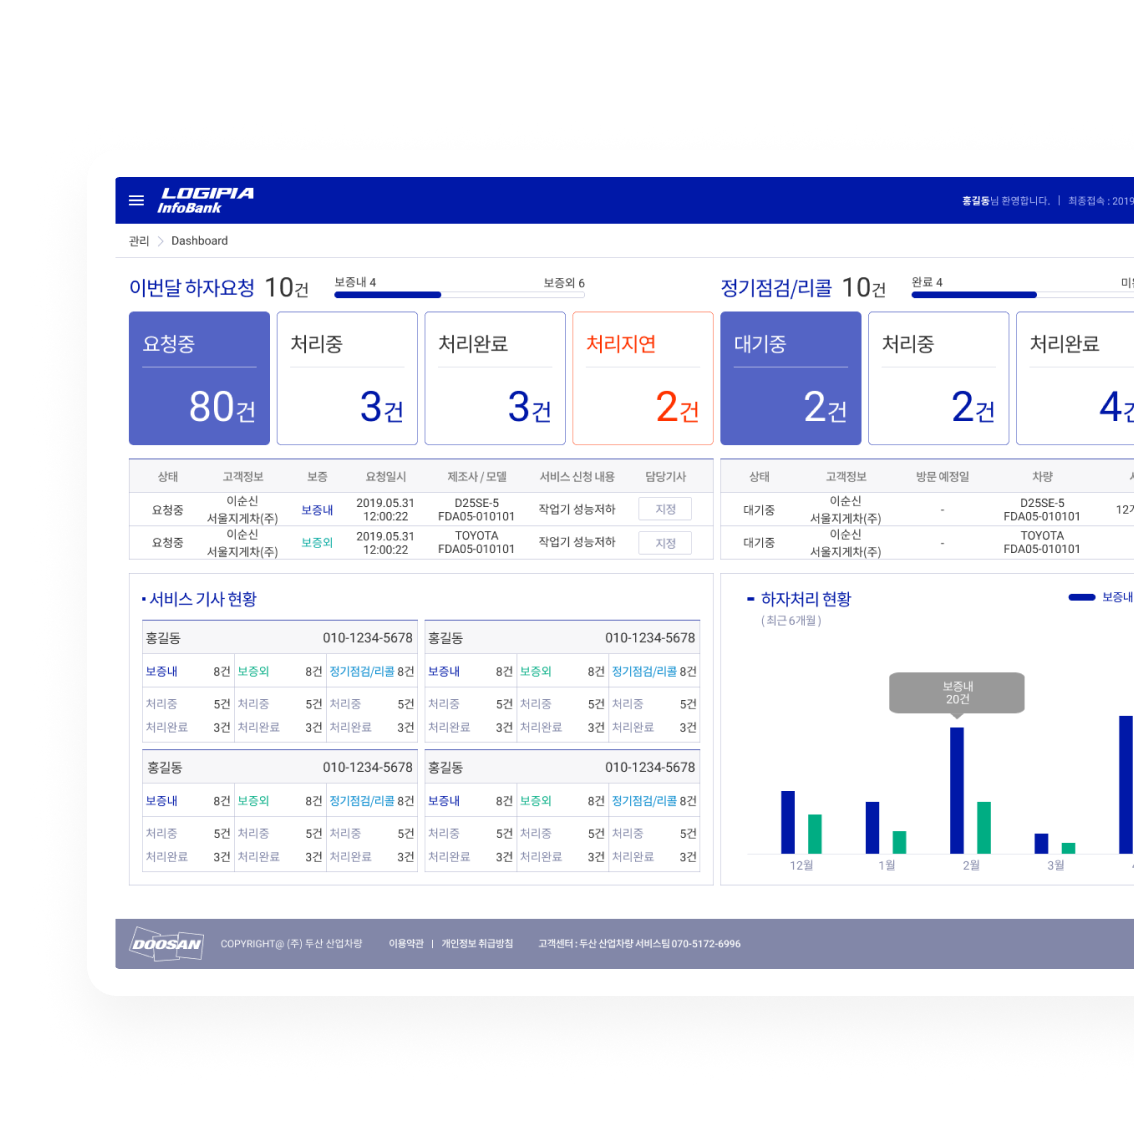 LOGIPIA
InfoBank
홍길동님 환영합니다. | 최종접속 : 2019
관리 > Dashboard
이번달 하자요청 10건
보증내 4 보증외 6
정기점검/리콜 10건
완료 4
요청중 처리중 처리완료 처리지연
80건 3건 3건 2건
대기중 처리중 처리완료
2건 2건 4건
상태 고객정보 보증 요청일시 제조사 / 모델 서비스 신청 내용 담당기사
요청중 이순신 서울지게차(주) 보증내 2019.05.31 12:00:22 D25SE-5 FDA05-010101 작업기 성능저하 지정
요청중 이순신 서울지게차(주) 보증외 2019.05.31 12:00:22 TOYOTA FDA05-010101 작업기 성능저하 지정
상태 고객정보 방문 예정일 차량
대기중 이순신 서울지게차(주) - D25SE-5 FDA05-010101
대기중 이순신 서울지게차(주) - TOYOTA FDA05-010101
서비스 기사 현황
홍길동 010-1234-5678 홍길동 010-1234-5678
보증내 8건 보증외 8건 정기점검/리콜 8건 보증내 8건 보증외 8건 정기점검/리콜 8건
처리중 5건 처리중 5건 처리중 5건 처리중 5건 처리중 5건 처리중 5건
처리완료 3건 처리완료 3건 처리완료 3건 처리완료 3건 처리완료 3건 처리완료 3건
홍길동 010-1234-5678 홍길동 010-1234-5678
보증내 8건 보증외 8건 정기점검/리콜 8건 보증내 8건 보증외 8건 정기점검/리콜 8건
처리중 5건 처리중 5건 처리중 5건 처리중 5건 처리중 5건 처리중 5건
처리완료 3건 처리완료 3건 처리완료 3건 처리완료 3건 처리완료 3건 처리완료 3건
하자처리 현황
( 최근 6개월 )
보증내
보증내
20건
12월 1월 2월 3월
DOOSAN
COPYRIGHT@ (주) 두산 산업차량 이용약관 | 개인정보 취급방침 고객센터 : 두산 산업차량 서비스팀 070-5172-6996